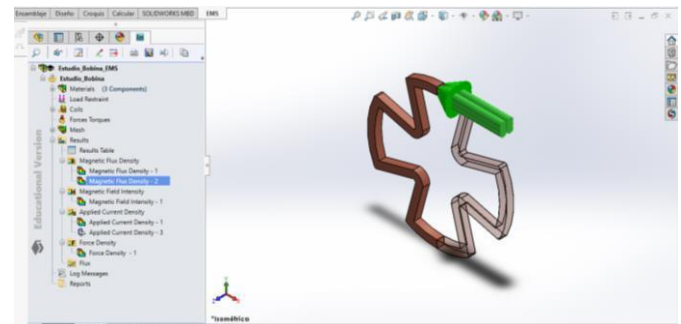 Ensamblaje Diseño Croquis Calcular SOLIDWORKS MBD EMS
Estudio_Bobina_EMS
Estudio_Bobina
Materials (3 Components)
Load Restraint
Coils
Forces Torques
Mesh
Results
Results Table
Magnetic Flux Density
Magnetic Flux Density - 1
Magnetic Flux Density - 2
Magnetic Field Intensity
Magnetic Field Intensity - 1
Applied Current Density
Applied Current Density - 1
Applied Current Density - 3
Force Density
Force Density - 1
Flux
Log Messages
Reports
Educational Version
*Isométrica